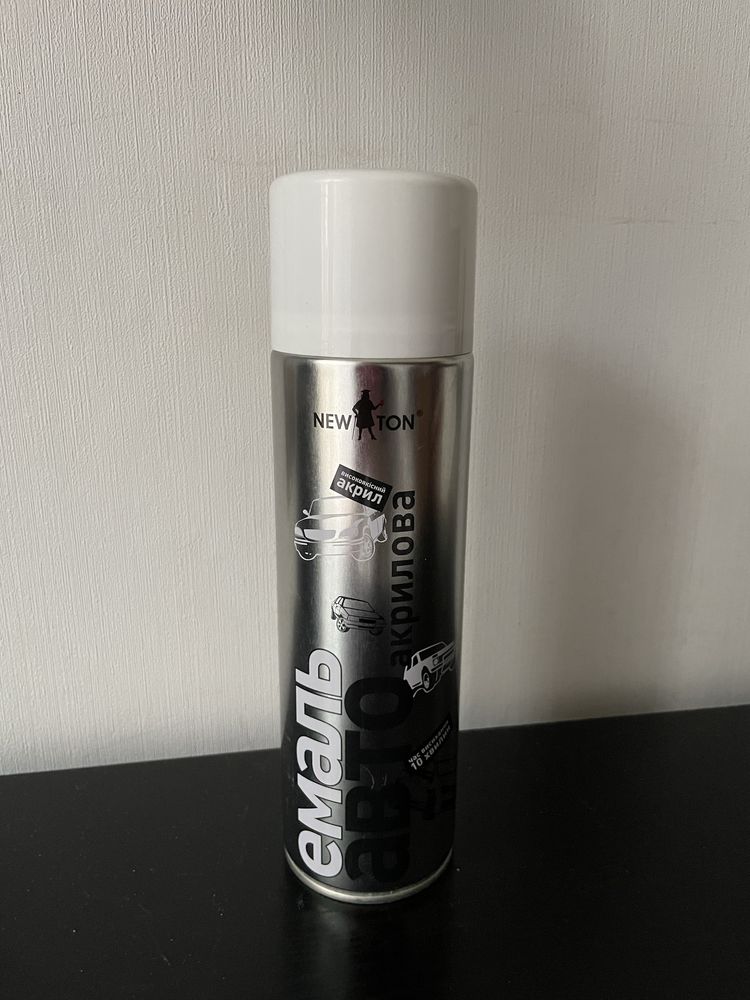 NEW TON®
високоякісний
акрил
акрилова
емаль
авто
час висихання
10 хвилин